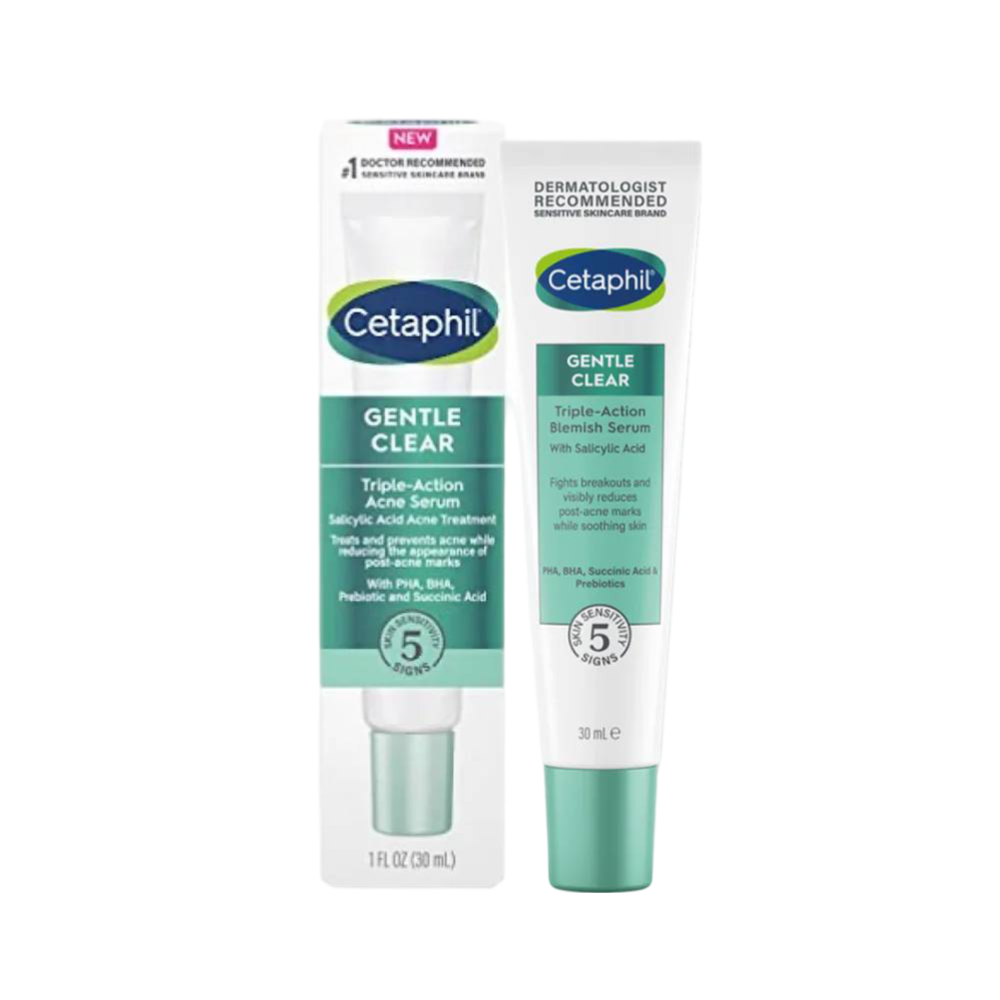 NEW
#1 DOCTOR RECOMMENDED
SENSITIVE SKINCARE BRAND
Cetaphil®
GENTLE
CLEAR
Triple-Action
Acne Serum
Salicylic Acid Acne Treatment
Treats and prevents acne while
reducing the appearance of
post-acne marks
With PHA, BHA,
Prebiotic and Succinic Acid
SKIN SENSITIVITY
5
SIGNS
1 FL OZ (30 mL)
DERMATOLOGIST
RECOMMENDED
SENSITIVE SKINCARE BRAND
Cetaphil®
GENTLE
CLEAR
Triple-Action
Blemish Serum
With Salicylic Acid
Fights breakouts and
visibly reduces
post-acne marks
while soothing skin
PHA, BHA, Succinic Acid &
Prebiotics
SKIN SENSITIVITY
5
SIGNS
30 mL ℮